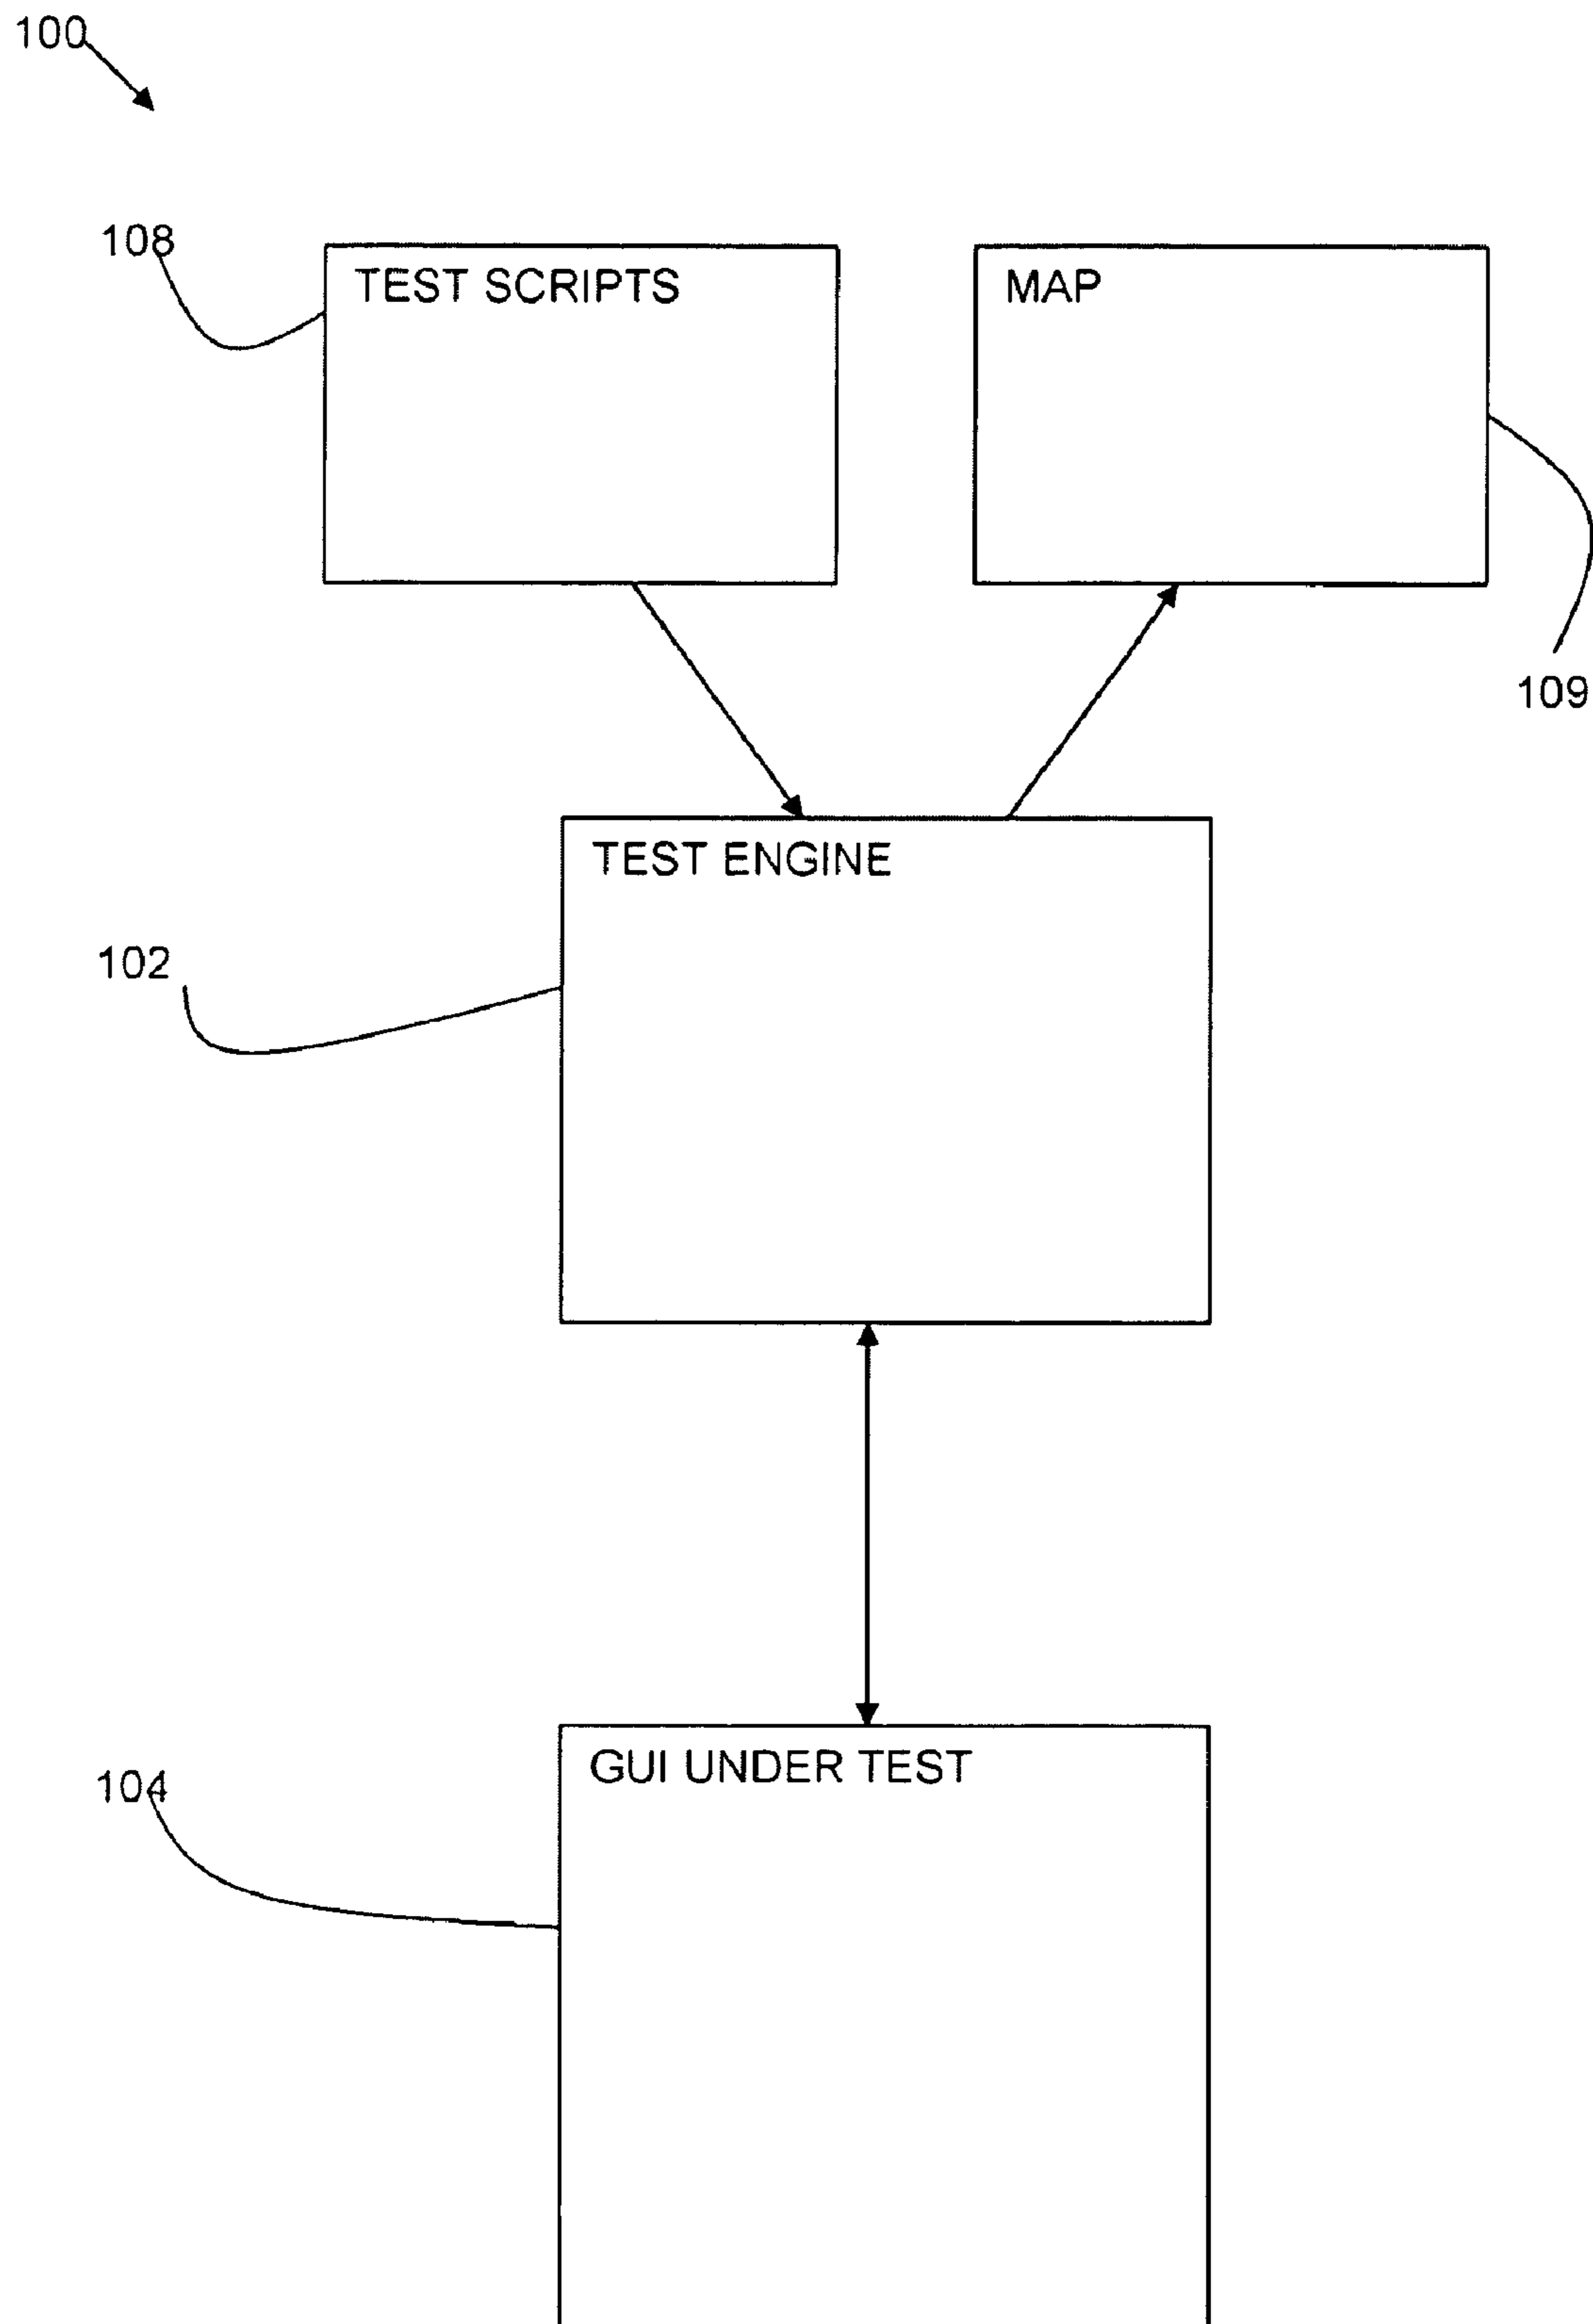 100
108
TEST SCRIPTS
MAP
109
TEST ENGINE
102
GUI UNDER TEST
104